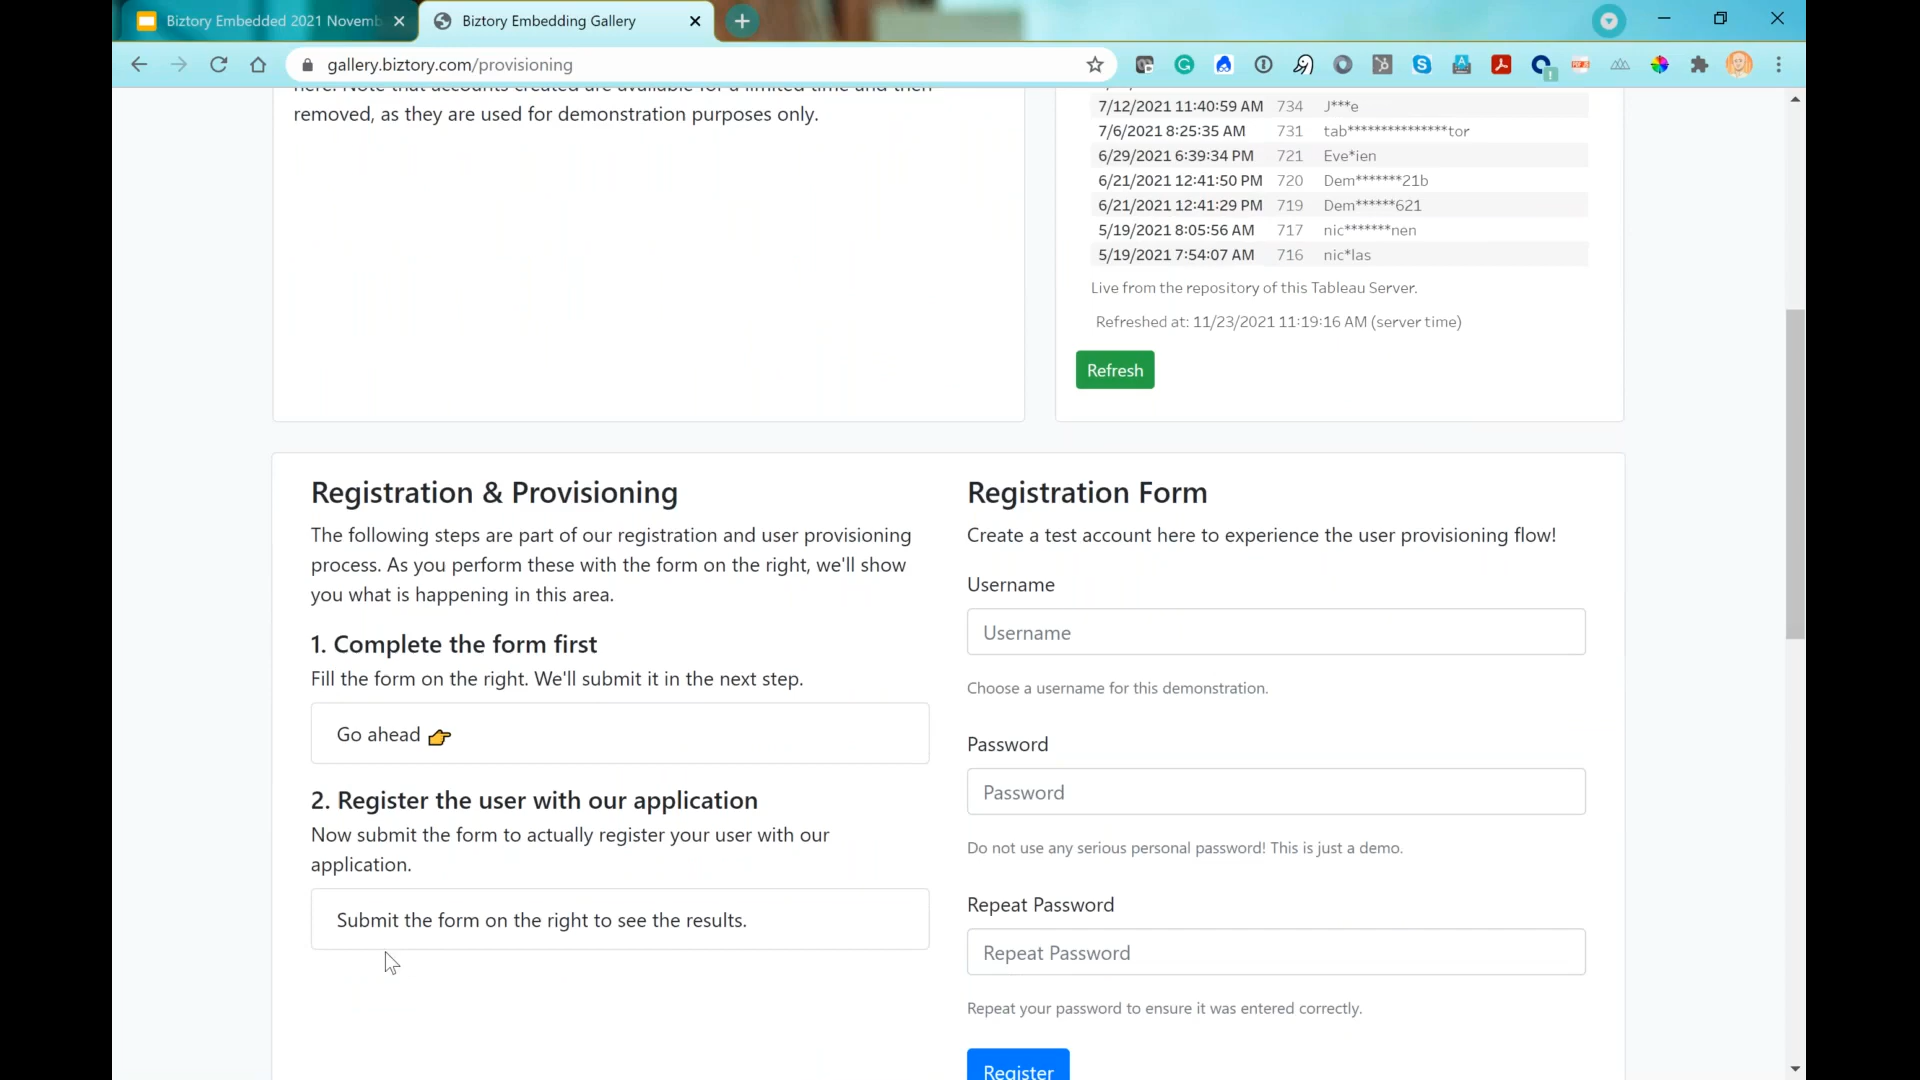 Biztory Embedded 2021 Novemb
Biztory Embedding Gallery
gallery.biztory.com/provisioning
here. Note that accounts created are available for a limited time and then
removed, as they are used for demonstration purposes only.
7/12/2021 11:40:59 AM 734 J***e
7/6/2021 8:25:35 AM 731 tab***************tor
6/29/2021 6:39:34 PM 721 Eve*ien
6/21/2021 12:41:50 PM 720 Dem*******21b
6/21/2021 12:41:29 PM 719 Dem******621
5/19/2021 8:05:56 AM 717 nic*******nen
5/19/2021 7:54:07 AM 716 nic*las
Live from the repository of this Tableau Server.
Refreshed at: 11/23/2021 11:19:16 AM (server time)
Refresh
Registration & Provisioning
The following steps are part of our registration and user provisioning
process. As you perform these with the form on the right, we'll show
you what is happening in this area.
1. Complete the form first
Fill the form on the right. We'll submit it in the next step.
Go ahead 👉
2. Register the user with our application
Now submit the form to actually register your user with our
application.
Submit the form on the right to see the results.
Registration Form
Create a test account here to experience the user provisioning flow!
Username
Username
Choose a username for this demonstration.
Password
Password
Do not use any serious personal password! This is just a demo.
Repeat Password
Repeat Password
Repeat your password to ensure it was entered correctly.
Register